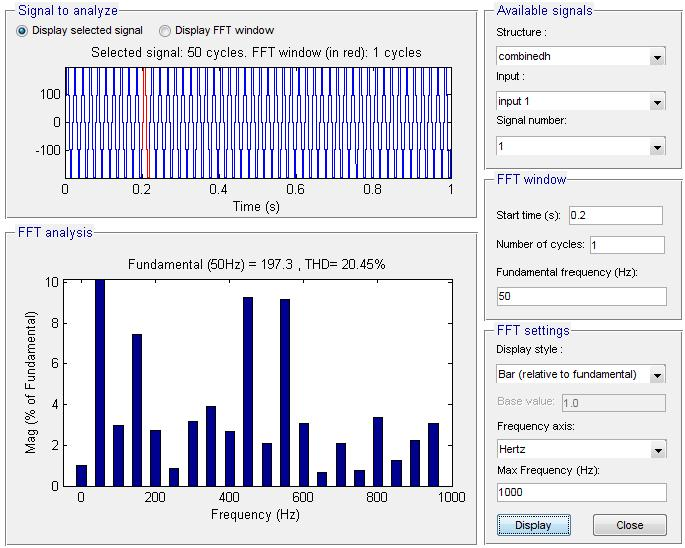 Signal to analyze
Display selected signal
Display FFT window
Selected signal: 50 cycles. FFT window (in red): 1 cycles
100
0
-100
0
0.2
0.4
0.6
0.8
1
Time (s)
FFT analysis
Fundamental (50Hz) = 197.3 , THD= 20.45%
Mag (% of Fundamental)
10
8
6
4
2
0
0
200
400
600
800
1000
Frequency (Hz)
Available signals
Structure :
combinedh
Input :
input 1
Signal number:
1
FFT window
Start time (s): 0.2
Number of cycles: 1
Fundamental frequency (Hz):
50
FFT settings
Display style :
Bar (relative to fundamental)
Base value: 1.0
Frequency axis:
Hertz
Max Frequency (Hz):
1000
Display
Close